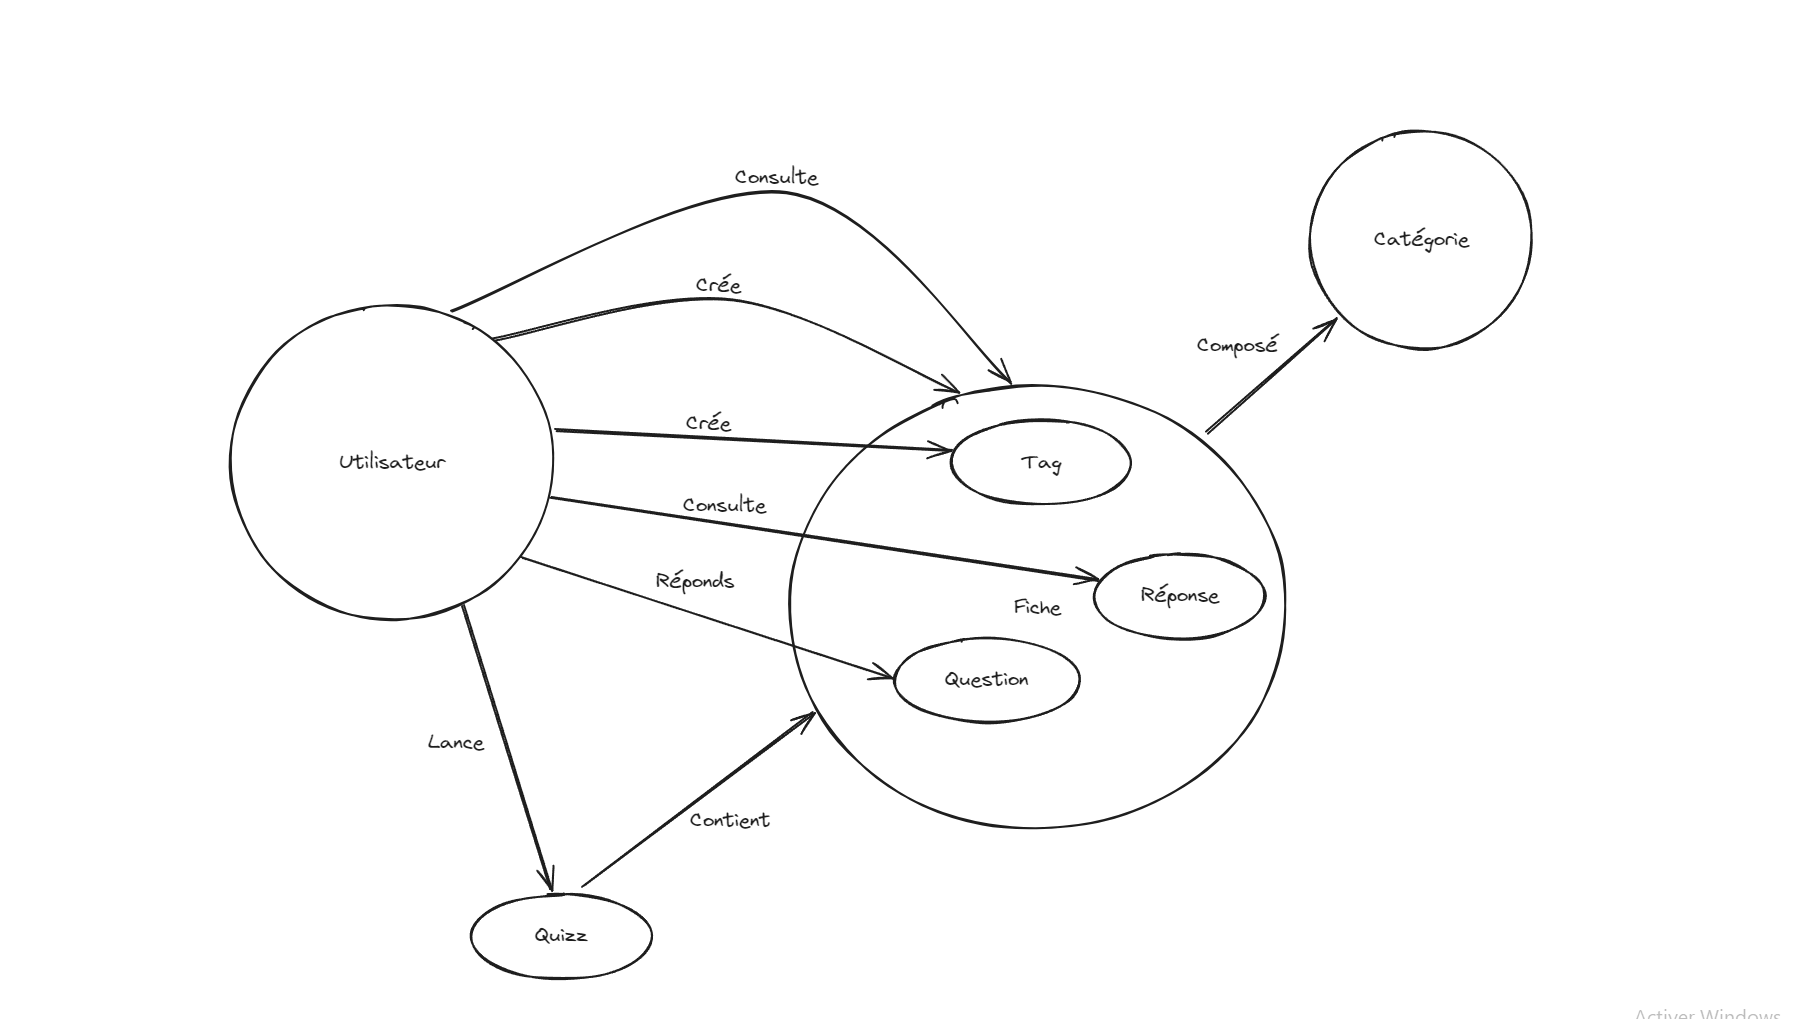 Consulte
Catégorie
Crée
Composé
Crée
Utilisateur
Tag
Consulte
Réponds
Réponse
Fiche
Question
Lance
Contient
Quizz
Activer Windows